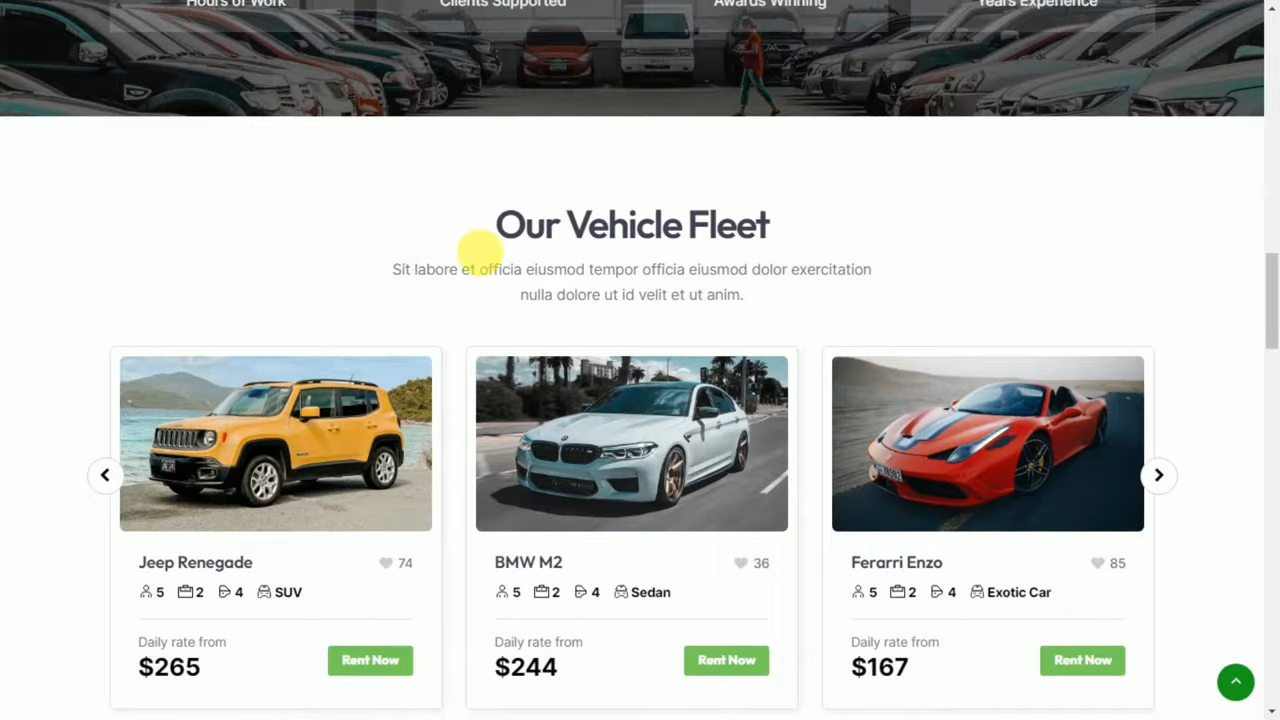 Hours of Work
Clients Supported
Awards Winning
Years Experience
Our Vehicle Fleet
Sit labore et officia eiusmod tempor officia eiusmod dolor exercitation
nulla dolore ut id velit et ut anim.
Jeep Renegade 74
5 2 4 SUV
Daily rate from
$265
Rent Now
BMW M2 36
5 2 4 Sedan
Daily rate from
$244
Rent Now
Ferarri Enzo 85
5 2 4 Exotic Car
Daily rate from
$167
Rent Now